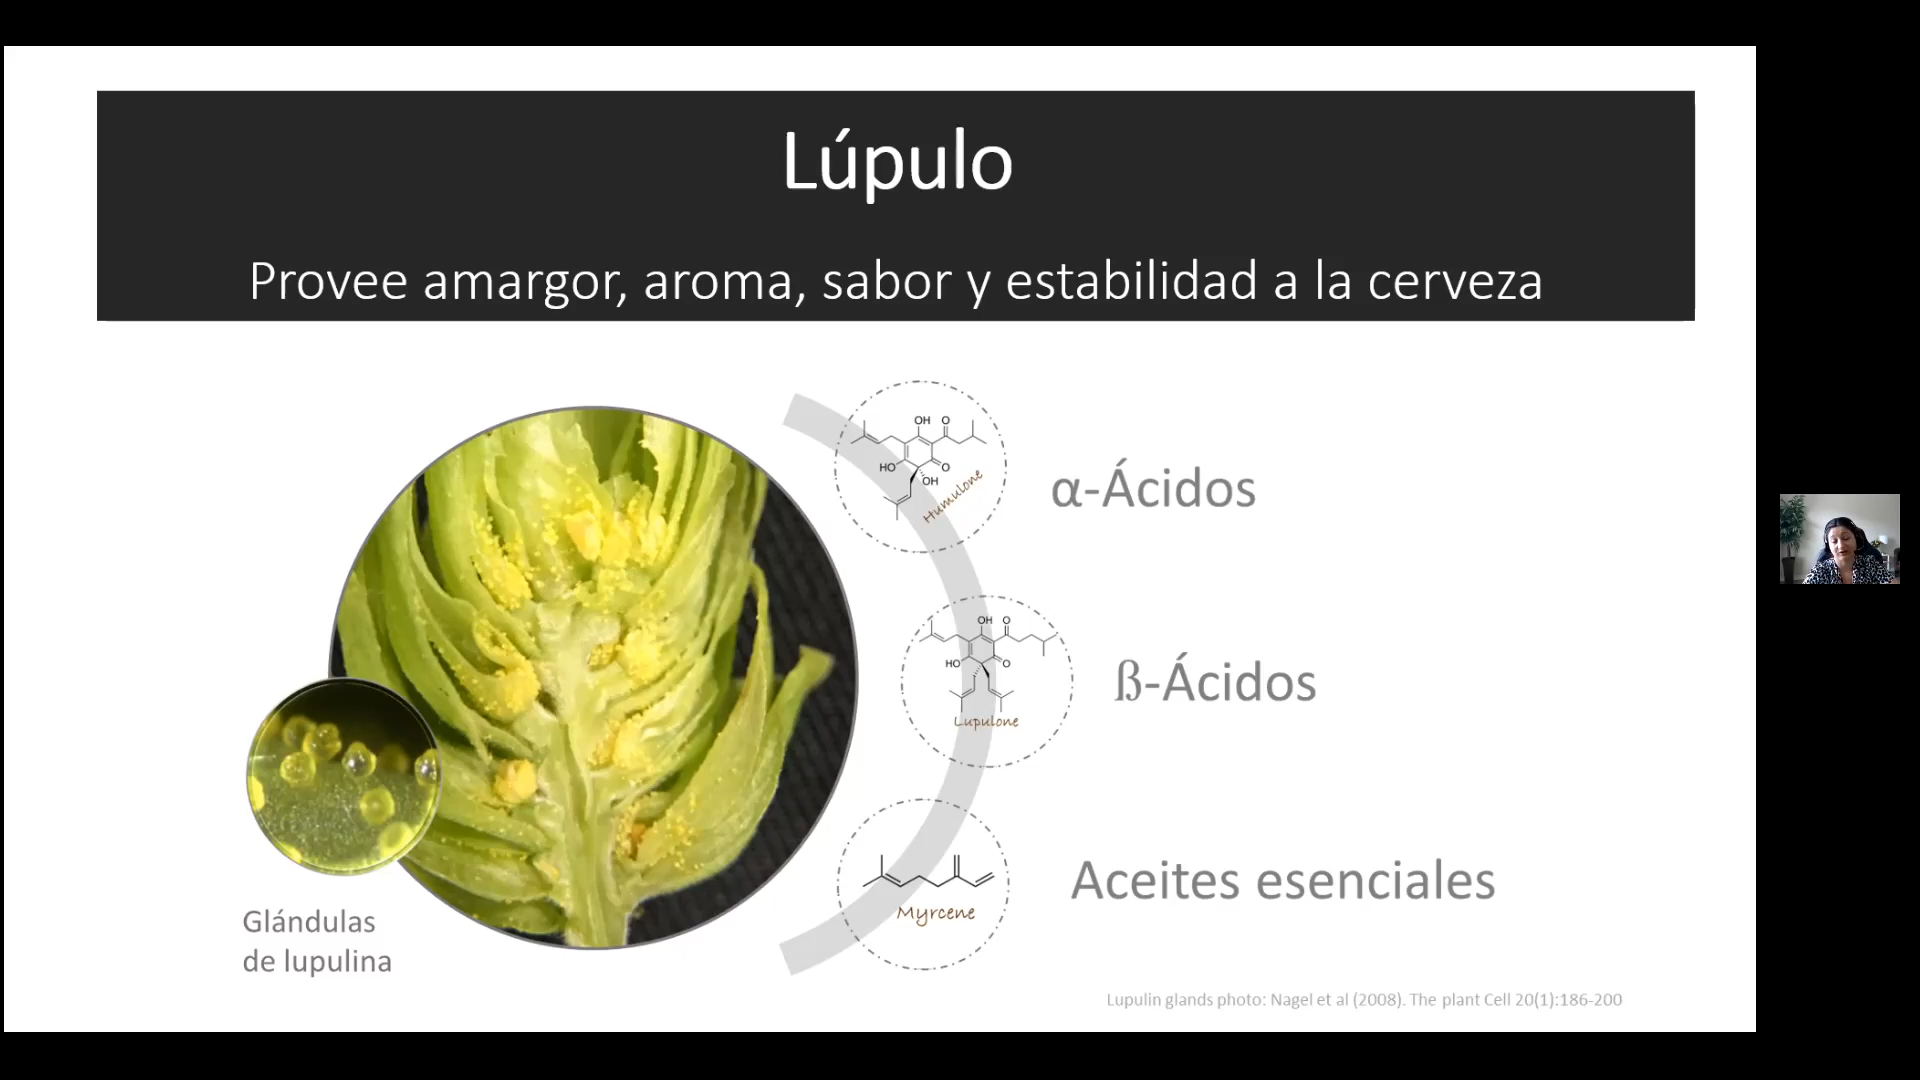 Lúpulo
Provee amargor, aroma, sabor y estabilidad a la cerveza
OH
O
HO
O
OH
Humulone
α-Ácidos
OH
O
HO
O
Lupulone
ß-Ácidos
Myrcene
Aceites esenciales
Glándulas
de lupulina
Lupulin glands photo: Nagel et al (2008). The plant Cell 20(1):186-200